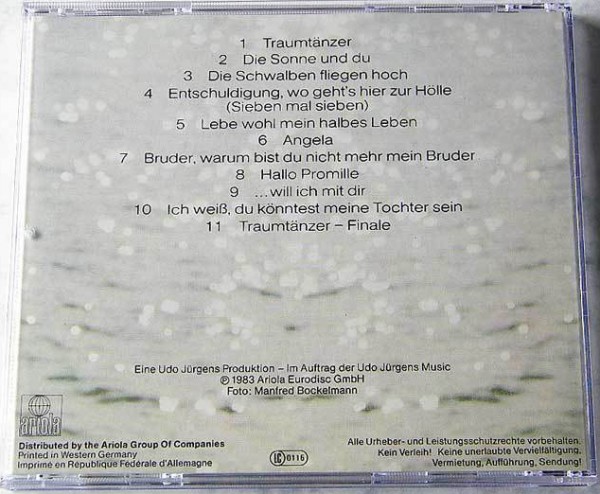 1 Traumtänzer
2 Die Sonne und du
3 Die Schwalben fliegen hoch
4 Entschuldigung, wo geht's hier zur Hölle
(Sieben mal sieben)
5 Lebe wohl mein halbes Leben
6 Angela
7 Bruder, warum bist du nicht mehr mein Bruder
8 Hallo Promille
9 ...will ich mit dir
10 Ich weiß, du könntest meine Tochter sein
11 Traumtänzer – Finale
Eine Udo Jürgens Produktion – Im Auftrag der Udo Jürgens Music
℗ 1983 Ariola Eurodisc GmbH
Foto: Manfred Bockelmann
ariola
Distributed by the Ariola Group Of Companies
Printed in Western Germany
Imprimé en République Fédérale d'Allemagne
LC 0116
Alle Urheber- und Leistungsschutzrechte vorbehalten.
Kein Verleih! Keine unerlaubte Vervielfältigung,
Vermietung, Aufführung, Sendung!